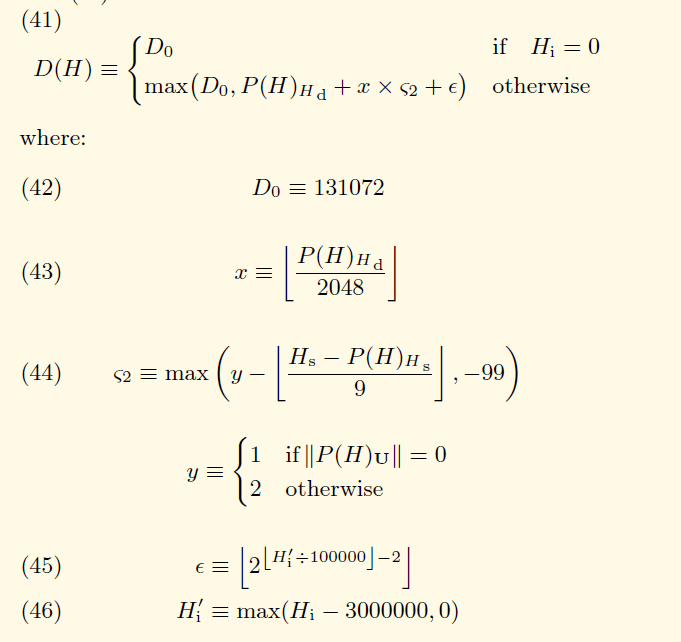 (41)
D(H) ≡ { D₀ if Hᵢ = 0
max(D₀, P(H)_{H_d} + x × ς₂ + ϵ) otherwise
where:
(42) D₀ ≡ 131072
(43) x ≡ ⌊ P(H)_{H_d} / 2048 ⌋
(44) ς₂ ≡ max ( y − ⌊ (Hₛ − P(H)_{H_s}) / 9 ⌋ , −99 )
y ≡ { 1 if ‖P(H)_U‖ = 0
2 otherwise
(45) ϵ ≡ ⌊ 2^{⌊H′ᵢ ÷ 100000⌋ − 2} ⌋
(46) H′ᵢ ≡ max(Hᵢ − 3000000, 0)